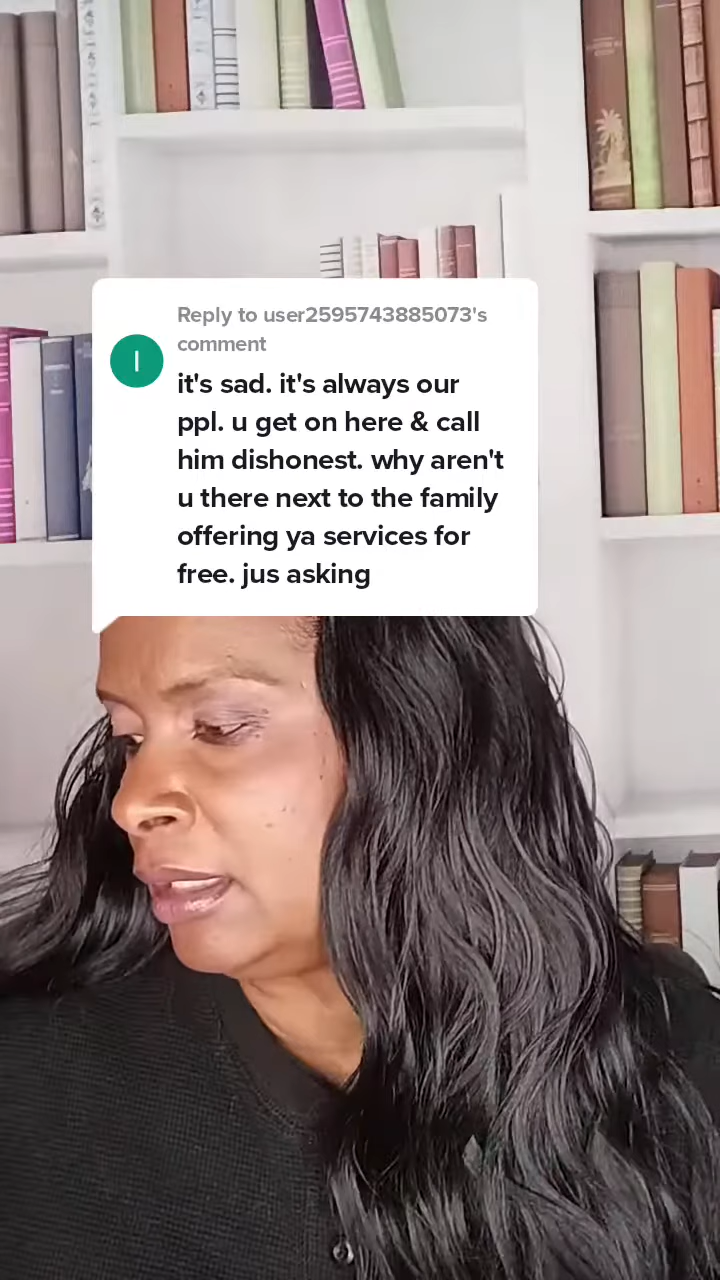 Reply to user2595743885073's
comment
I
it's sad. it's always our
ppl. u get on here & call
him dishonest. why aren't
u there next to the family
offering ya services for
free. jus asking